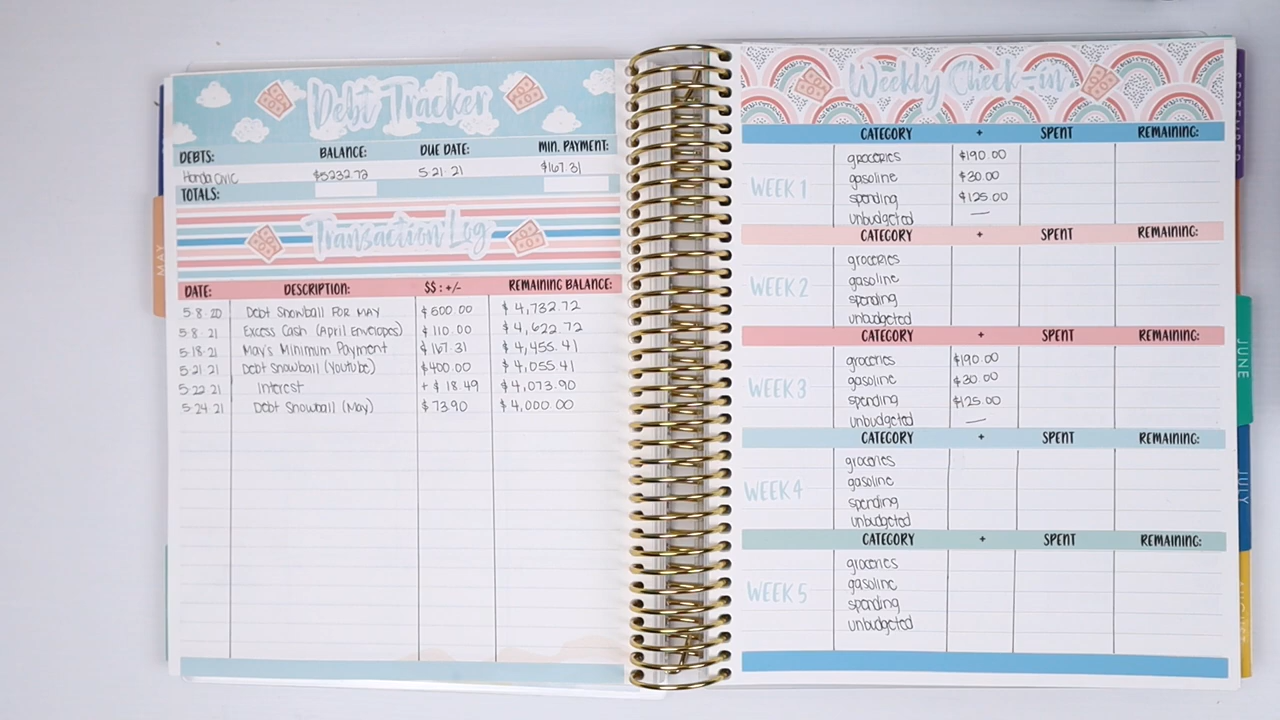 Debt Tracker
DEBTS: BALANCE: DUE DATE: MIN. PAYMENT:
Honda Civic $5232.72 5·21·21 $167.31
TOTALS:
Transaction Log
DATE: DESCRIPTION: $$ : +/- REMAINING BALANCE:
5·8·20 Debt Snowball FOR MAY - $500.00 $ 4,732.72
5·8·21 Excess Cash (April Envelopes) - $110.00 $ 4,622.72
5·18·21 May's Minimum Payment - $167.31 $ 4,455.41
5·21·21 Debt Snowball (Youtube) - $400.00 $ 4,055.41
5·22·21 Interest + $18.49 $ 4,073.90
5·24·21 Debt Snowball (May) - $73.90 $ 4,000.00
Weekly Check-in
CATEGORY + SPENT REMAINING:
groceries $190.00
gasoline $30.00
WEEK 1
spending $125.00
unbudgeted —
CATEGORY + SPENT REMAINING:
groceries
gasoline
WEEK 2
spending
unbudgeted
CATEGORY + SPENT REMAINING:
groceries $190.00
gasoline $30.00
WEEK 3
spending $125.00
unbudgeted —
CATEGORY + SPENT REMAINING:
groceries
gasoline
WEEK 4
spending
unbudgeted
CATEGORY + SPENT REMAINING:
groceries
gasoline
WEEK 5
spending
unbudgeted
MAY
SEPTEMBER
JUNE
JULY